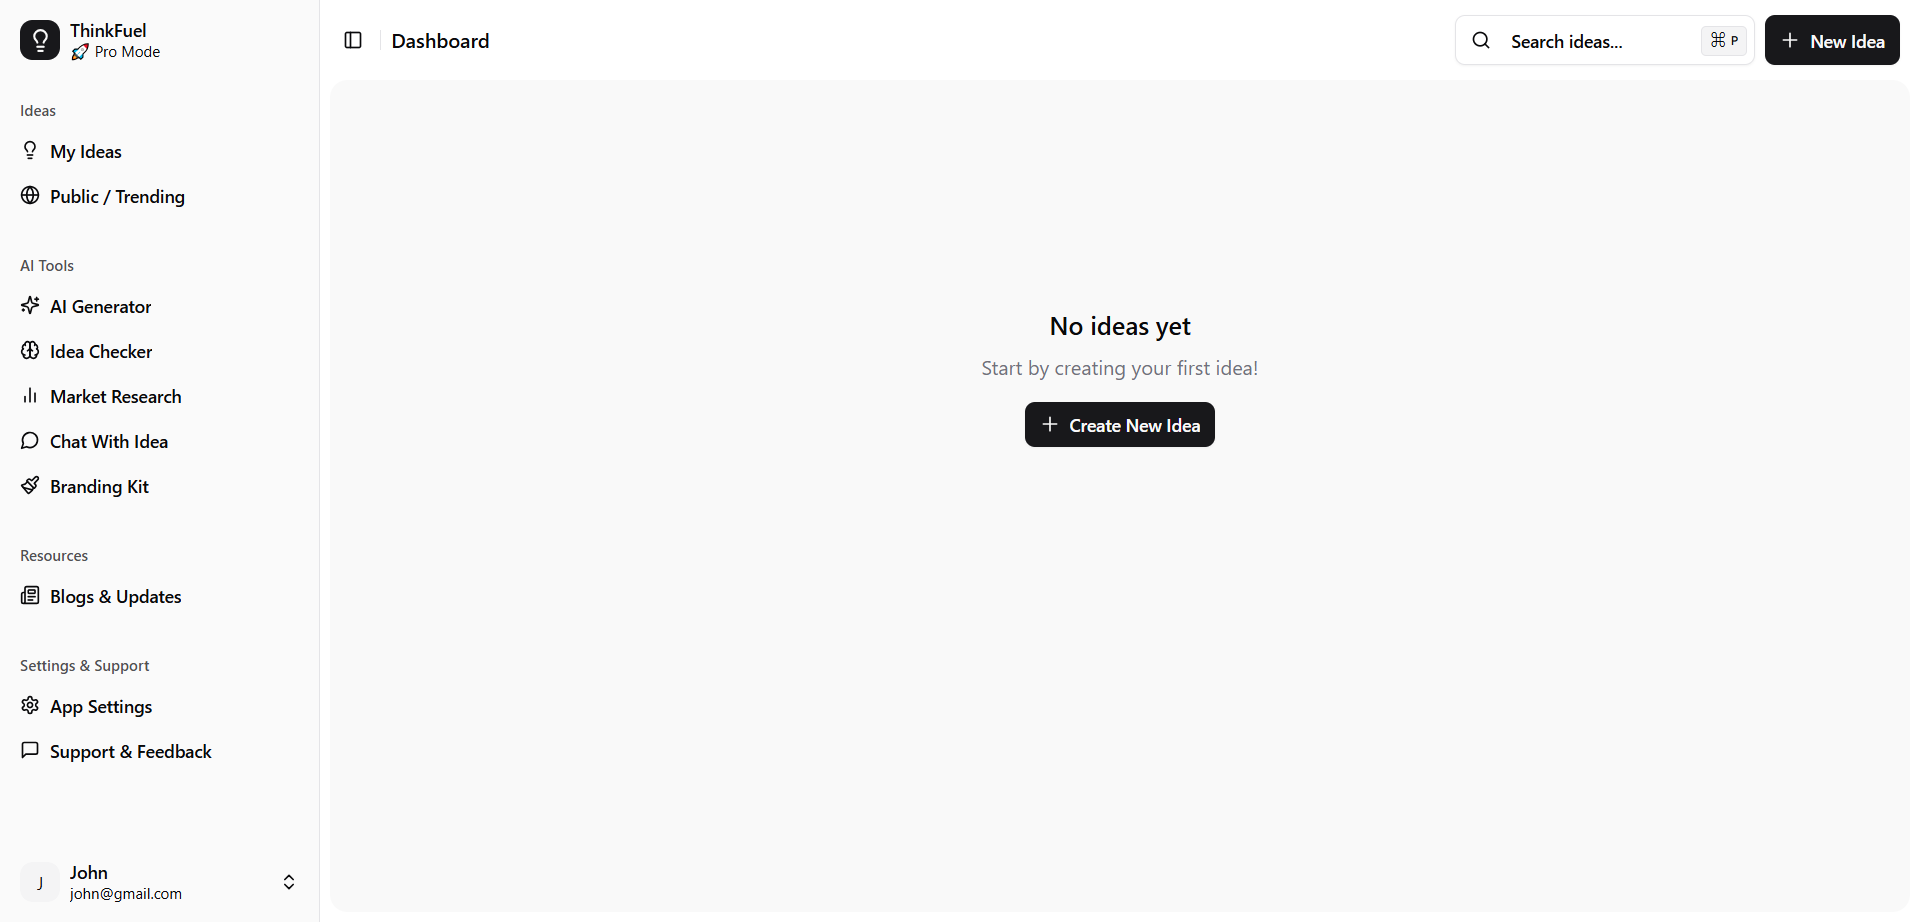 ThinkFuel
🚀 Pro Mode
Ideas
My Ideas
Public / Trending
AI Tools
AI Generator
Idea Checker
Market Research
Chat With Idea
Branding Kit
Resources
Blogs & Updates
Settings & Support
App Settings
Support & Feedback
J
John
john@gmail.com
Dashboard
Search ideas...
⌘ P
New Idea
No ideas yet
Start by creating your first idea!
Create New Idea